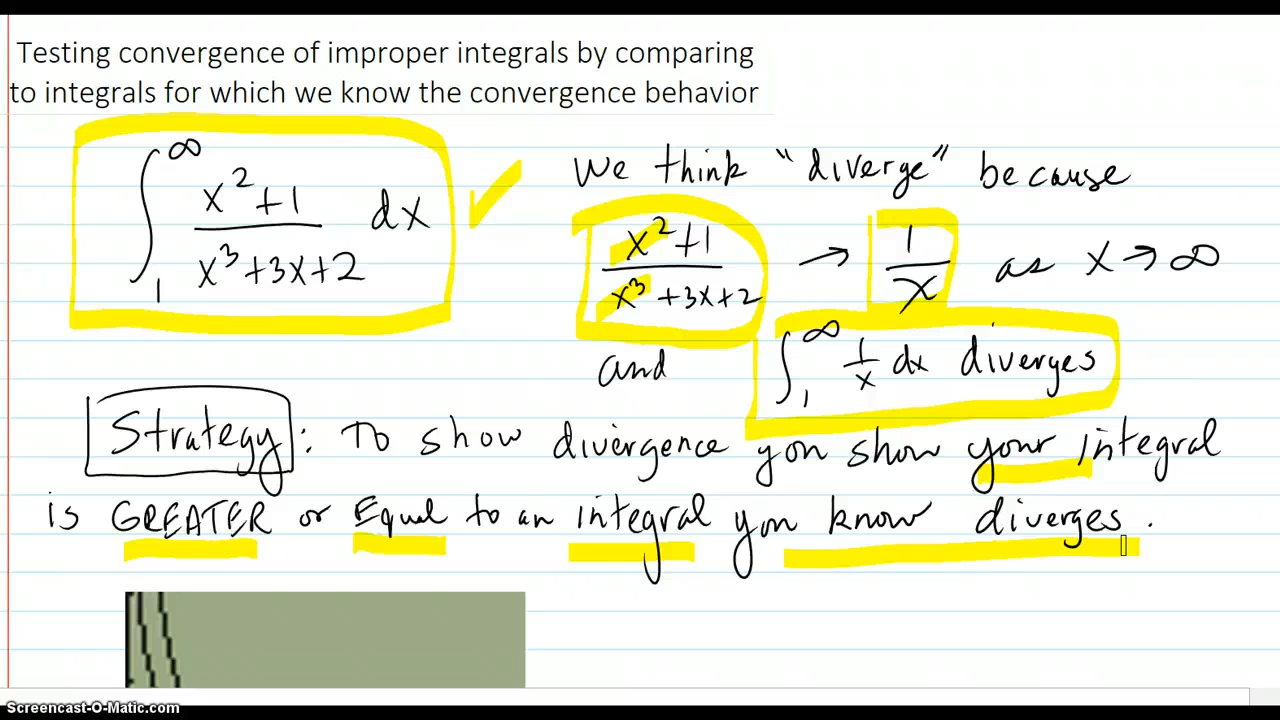 Testing convergence of improper integrals by comparing
to integrals for which we know the convergence behavior
∫₁^∞ (x²+1)/(x³+3x+2) dx
We think "diverge" because
(x²+1)/(x³+3x+2) → 1/x as x→∞
and ∫₁^∞ 1/x dx diverges
Strategy: To show divergence you show your integral
is GREATER or Equal to an integral you know diverges.
Screencast-O-Matic.com